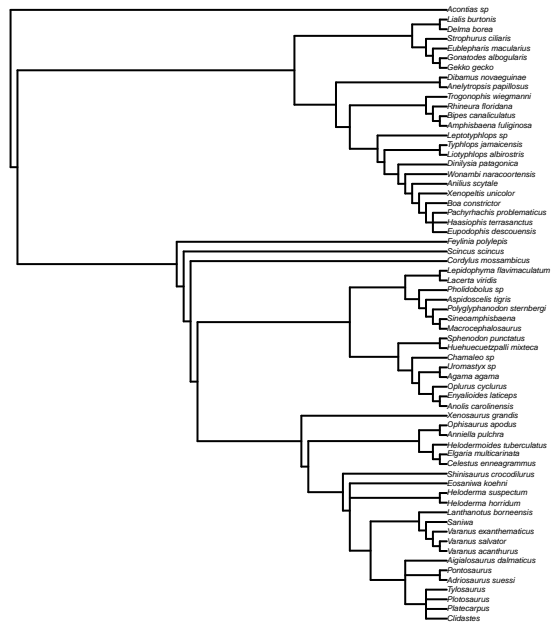 Acontias sp
Lialis burtonis
Delma borea
Strophurus ciliaris
Eublepharis macularius
Gonatodes albogularis
Gekko gecko
Dibamus novaeguinae
Anelytropsis papillosus
Trogonophis wiegmanni
Rhineura floridana
Bipes canaliculatus
Amphisbaena fuliginosa
Leptotyphlops sp
Typhlops jamaicensis
Liotyphlops albirostris
Dinilysia patagonica
Wonambi naracoortensis
Anilius scytale
Xenopeltis unicolor
Boa constrictor
Pachyrhachis problematicus
Haasiophis terrasanctus
Eupodophis descouensis
Feylinia polylepis
Scincus scincus
Cordylus mossambicus
Lepidophyma flavimaculatum
Lacerta viridis
Pholidobolus sp
Aspidoscelis tigris
Polyglyphanodon sternbergi
Sineoamphisbaena
Macrocephalosaurus
Sphenodon punctatus
Huehuecuetzpalli mixteca
Chamaleo sp
Uromastyx sp
Agama agama
Oplurus cyclurus
Enyalioides laticeps
Anolis carolinensis
Xenosaurus grandis
Ophisaurus apodus
Anniella pulchra
Helodermoides tuberculatus
Elgaria multicarinata
Celestus enneagrammus
Shinisaurus crocodilurus
Eosaniwa koehni
Heloderma suspectum
Heloderma horridum
Lanthanotus borneensis
Saniwa
Varanus exanthematicus
Varanus salvator
Varanus acanthurus
Aigialosaurus dalmaticus
Pontosaurus
Adriosaurus suessi
Tylosaurus
Plotosaurus
Platecarpus
Clidastes